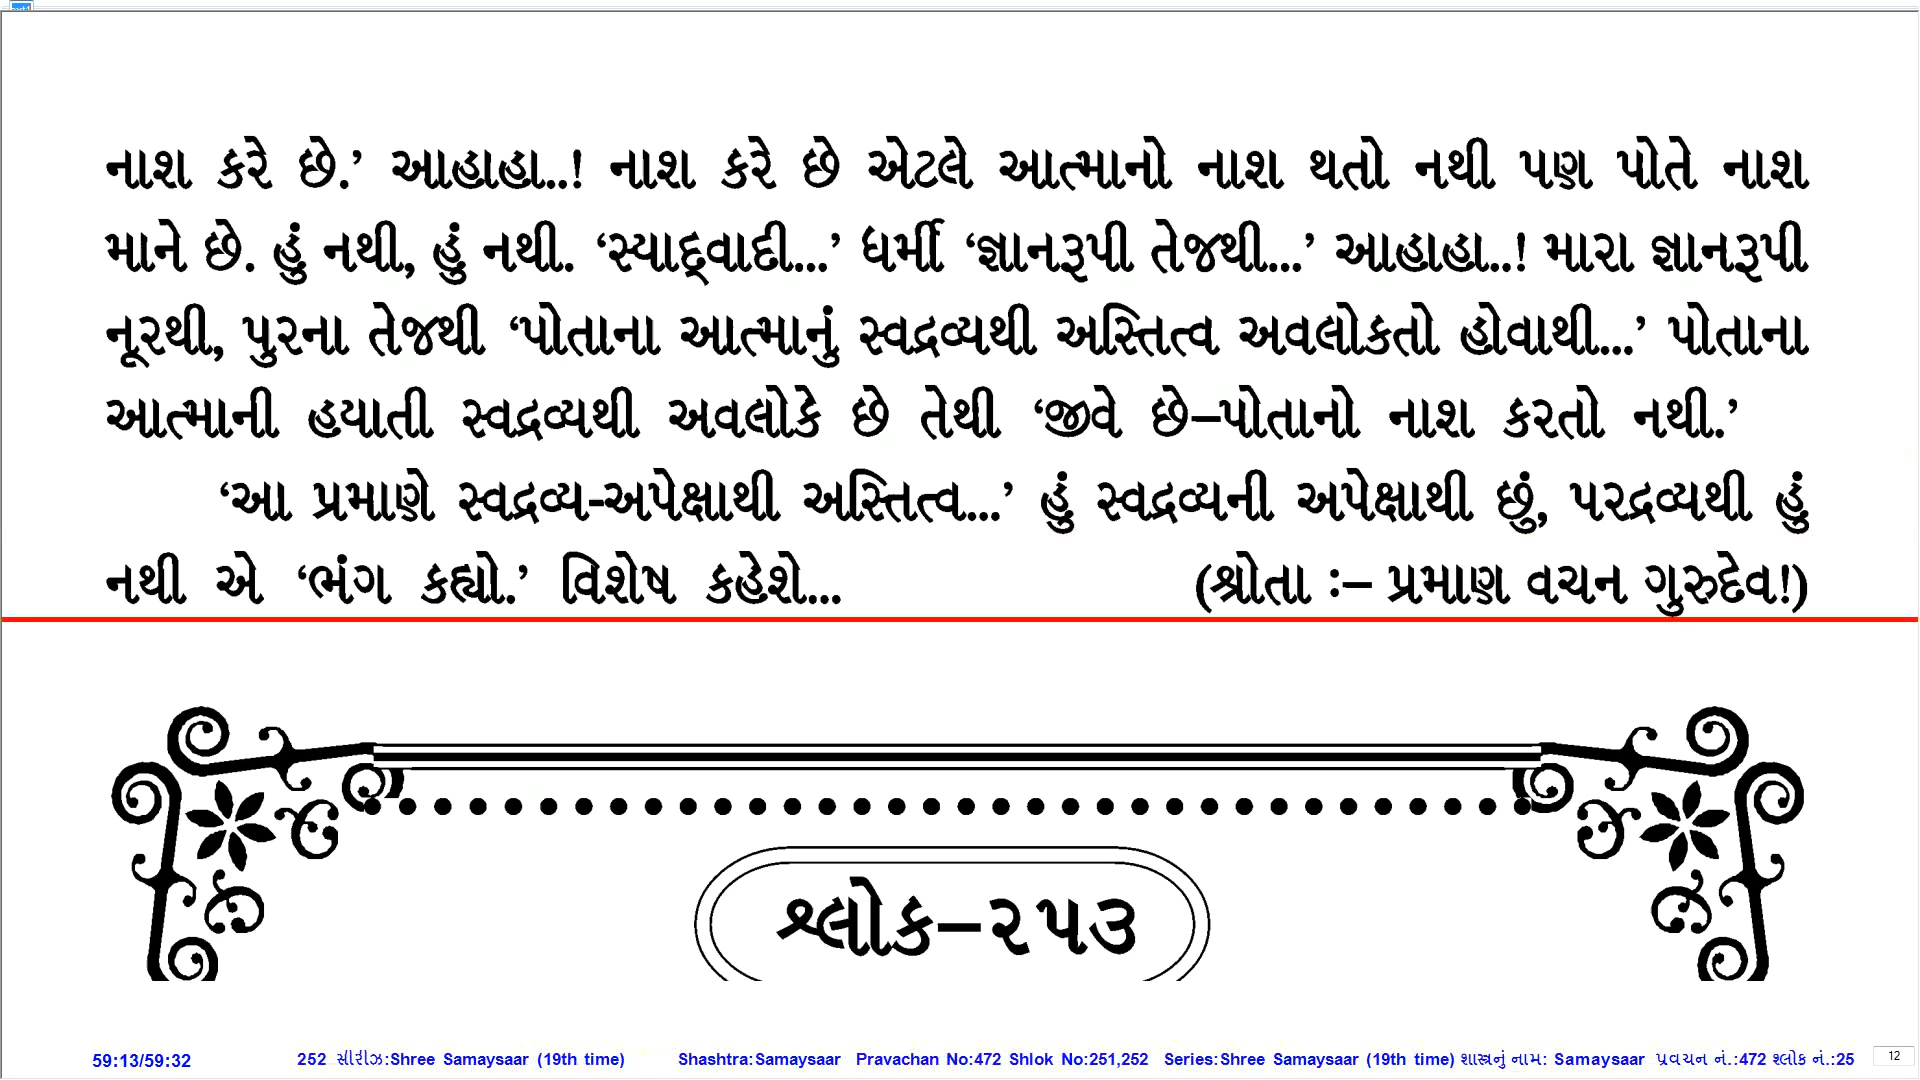 નાશ કરે છે.’ આહાહા..! નાશ કરે છે એટલે આત્માનો નાશ થતો નથી પણ પોતે નાશ
માને છે. હું નથી, હું નથી. ‘સ્યાદ્વાદી...’ ધર્મી ‘જ્ઞાનરૂપી તેજથી...’ આહાહા..! મારા જ્ઞાનરૂપી
નૂરથી, પુરના તેજથી ‘પોતાના આત્માનું સ્વદ્રવ્યથી અસ્તિત્વ અવલોકતો હોવાથી...’ પોતાના
આત્માની હયાતી સ્વદ્રવ્યથી અવલોકે છે તેથી ‘જીવે છે–પોતાનો નાશ કરતો નથી.’
‘આ પ્રમાણે સ્વદ્રવ્ય-અપેક્ષાથી અસ્તિત્વ...’ હું સ્વદ્રવ્યની અપેક્ષાથી છું, પરદ્રવ્યથી હું
નથી એ ‘ભંગ કહ્યો.’ વિશેષ કહેશે... (શ્રોતા :– પ્રમાણ વચન ગુરુદેવ!)
શ્લોક–૨૫૩
59:13/59:32 252 સીરીઝ:Shree Samaysaar (19th time) Shashtra:Samaysaar Pravachan No:472 Shlok No:251,252 Series:Shree Samaysaar (19th time) શાસ્ત્રનું નામ: Samaysaar પ્રવચન નં.:472 શ્લોક નં.:25 12